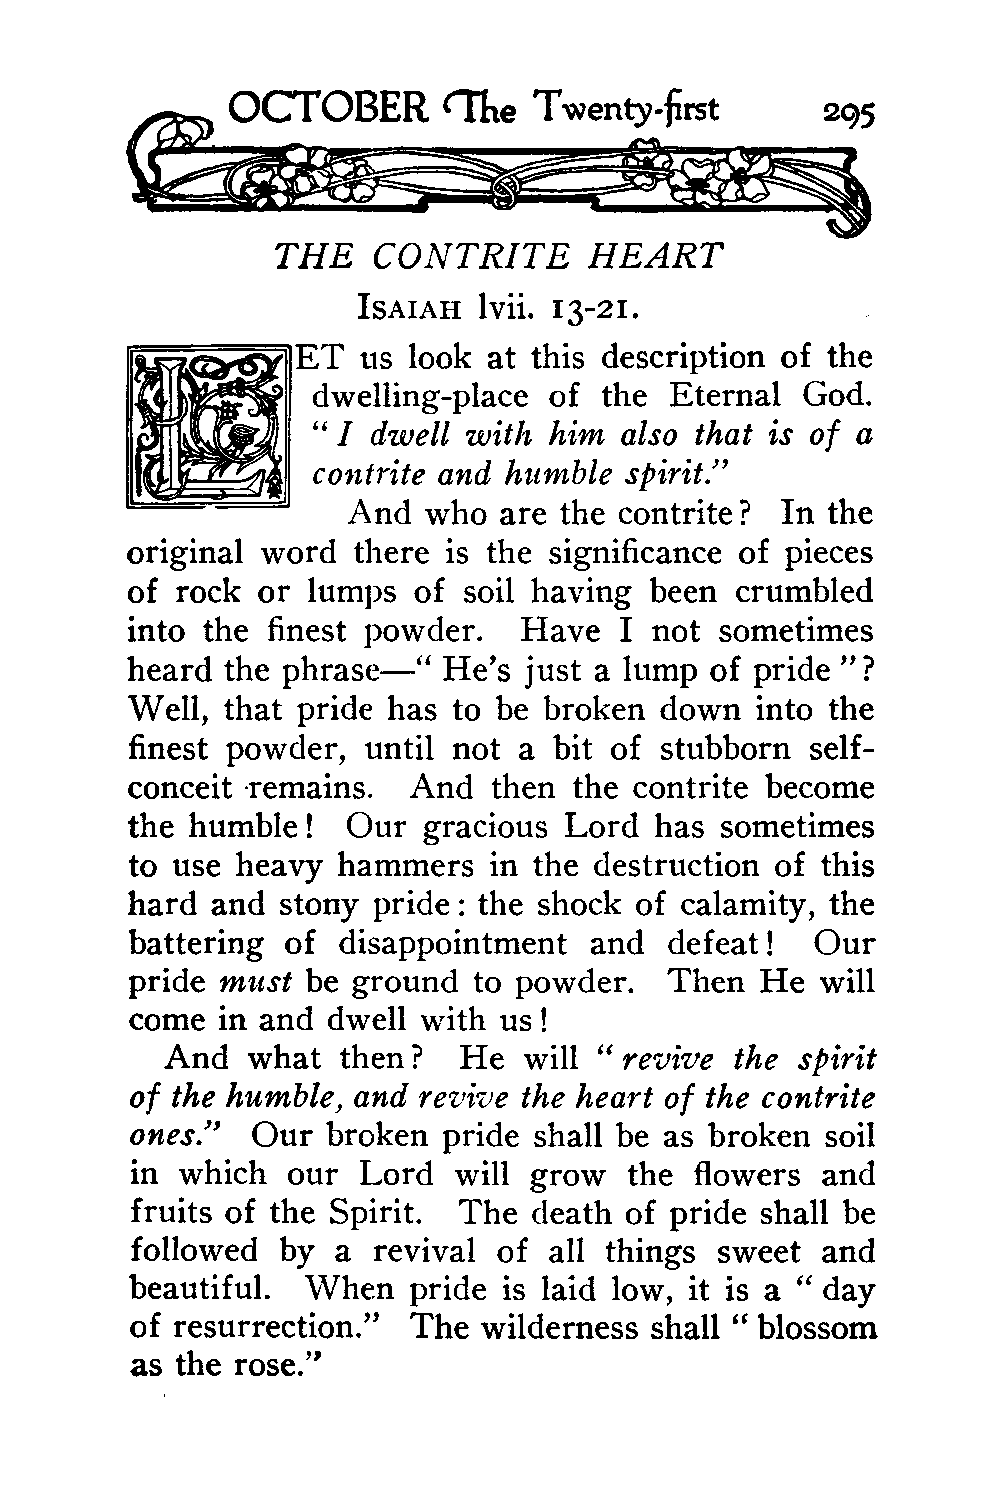 OCTOBER The Twenty-first 295
THE CONTRITE HEART
ISAIAH lvii. 13-21.
LET us look at this description of the
dwelling-place of the Eternal God.
“ I dwell with him also that is of a
contrite and humble spirit.”
And who are the contrite? In the
original word there is the significance of pieces
of rock or lumps of soil having been crumbled
into the finest powder. Have I not sometimes
heard the phrase—“ He’s just a lump of pride ”?
Well, that pride has to be broken down into the
finest powder, until not a bit of stubborn self-
conceit remains. And then the contrite become
the humble! Our gracious Lord has sometimes
to use heavy hammers in the destruction of this
hard and stony pride: the shock of calamity, the
battering of disappointment and defeat! Our
pride must be ground to powder. Then He will
come in and dwell with us!
And what then? He will “ revive the spirit
of the humble, and revive the heart of the contrite
ones.” Our broken pride shall be as broken soil
in which our Lord will grow the flowers and
fruits of the Spirit. The death of pride shall be
followed by a revival of all things sweet and
beautiful. When pride is laid low, it is a “ day
of resurrection.” The wilderness shall “ blossom
as the rose.”